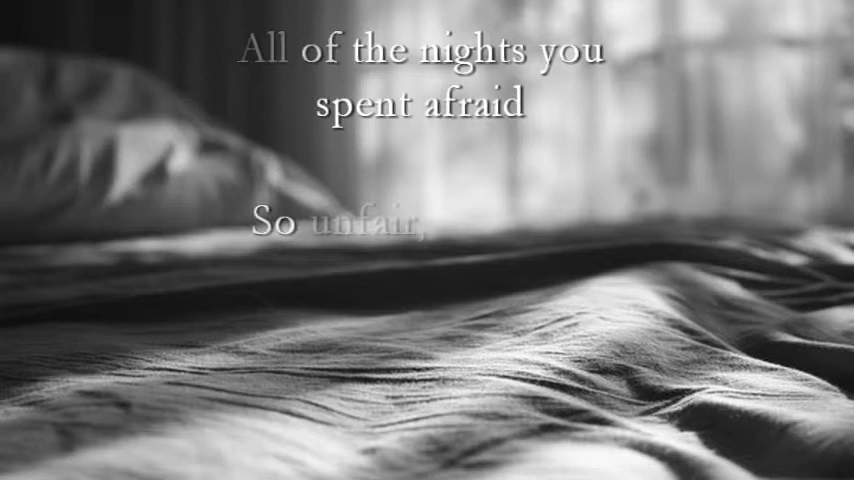 All of the nights you
spent afraid
So unfair,